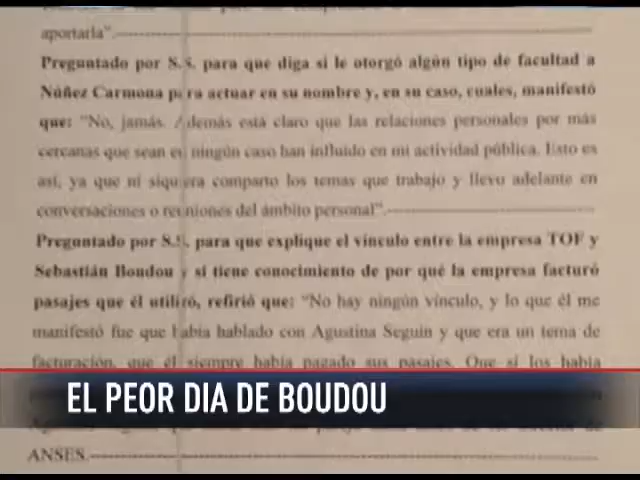 aportarla".
Preguntado por S.S. para que diga si le otorgó algún tipo de facultad a
Núñez Carmona para actuar en su nombre y, en su caso, cuales, manifestó
que: "No, jamás. Además está claro que las relaciones personales por más
cercanas que sean en ningún caso han influido en mi actividad pública. Esto es
así, ya que ni siquiera comparto los temas que trabajo y llevo adelante en
conversaciones o reuniones del ámbito personal".
Preguntado por S.S. para que explique el vínculo entre la empresa TOF y
Sebastián Boudou y si tiene conocimiento de por qué la empresa facturó
pasajes que él utilizó, refirió que: "No hay ningún vínculo, y lo que él me
manifestó fue que había hablado con Agustina Seguin y que era un tema de
facturación, que él siempre había pagado sus pasajes. Que si los había
EL PEOR DIA DE BOUDOU
ANSES.